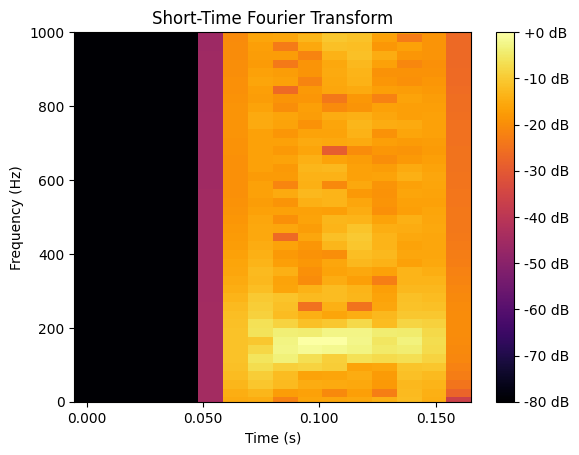 Short-Time Fourier Transform
1000
800
600
400
200
0
Frequency (Hz)
0.000
0.050
0.100
0.150
Time (s)
+0 dB
-10 dB
-20 dB
-30 dB
-40 dB
-50 dB
-60 dB
-70 dB
-80 dB